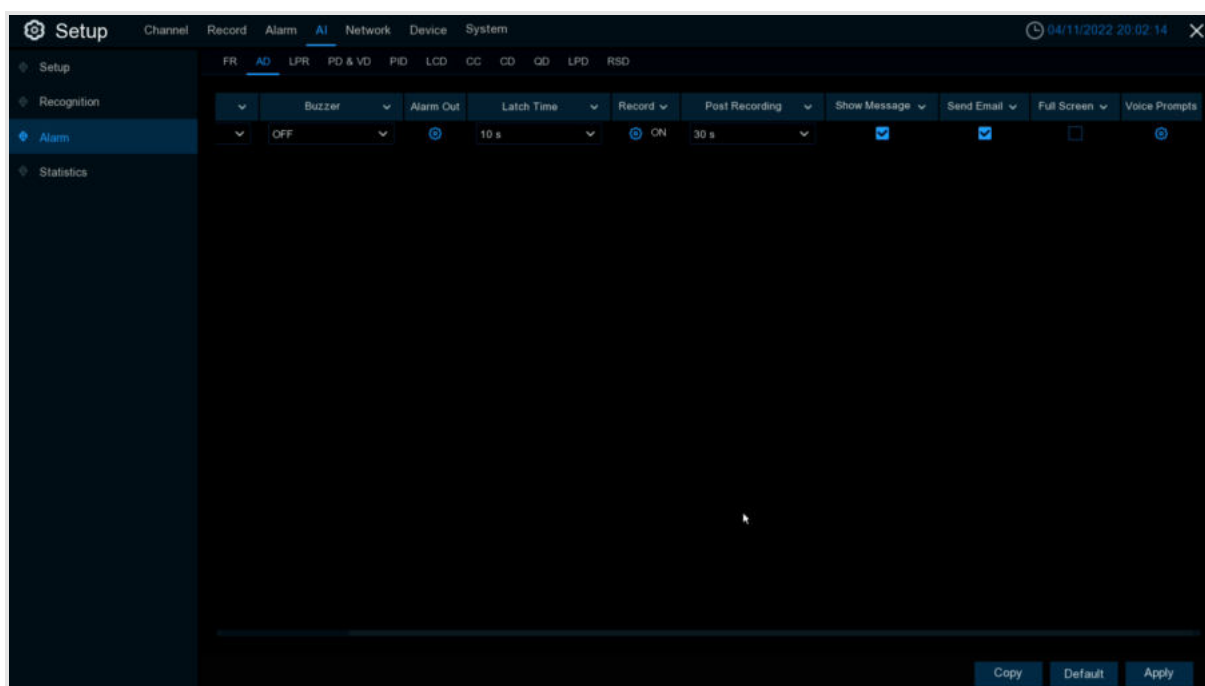 Setup Channel Record Alarm AI Network Device System 04/11/2022 20:02:14
Setup FR AD LPR PD & VD PID LCD CC CD QD LPD RSD
Recognition Buzzer Alarm Out Latch Time Record Post Recording Show Message Send Email Full Screen Voice Prompts
Alarm OFF 10 s ON 30 s
Statistics
Copy Default Apply